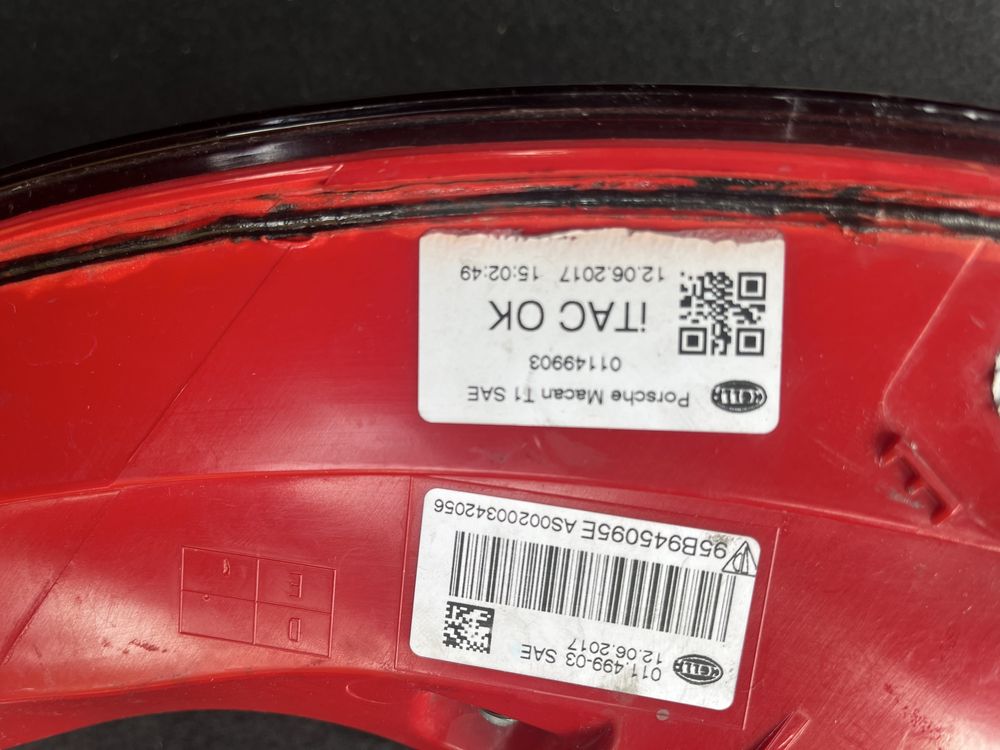 HELLA
011.499-03 SAE
12.06.2017
95B945095E AS00200342056
HELLA
Porsche Macan T1 SAE
01149903
iTAC OK
12.06.2017 15:02:49